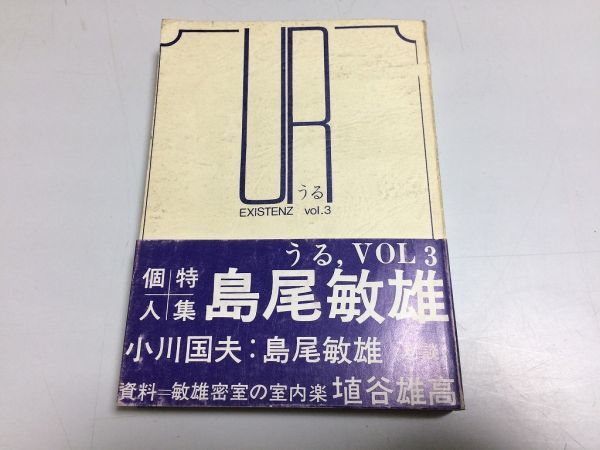 UR
うる
EXISTENZ vol.3
うる, VOL 3
個人 特集 島尾敏雄
小川国夫：島尾敏雄
資料―敏雄密室の室内楽 埴谷雄高